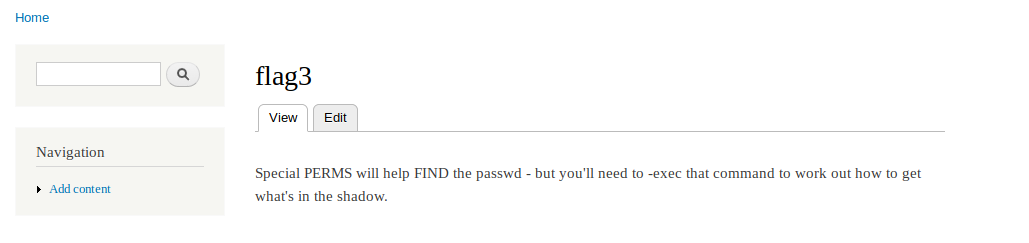 Home
flag3
View Edit
Navigation
Add content
Special PERMS will help FIND the passwd - but you'll need to -exec that command to work out how to get
what's in the shadow.